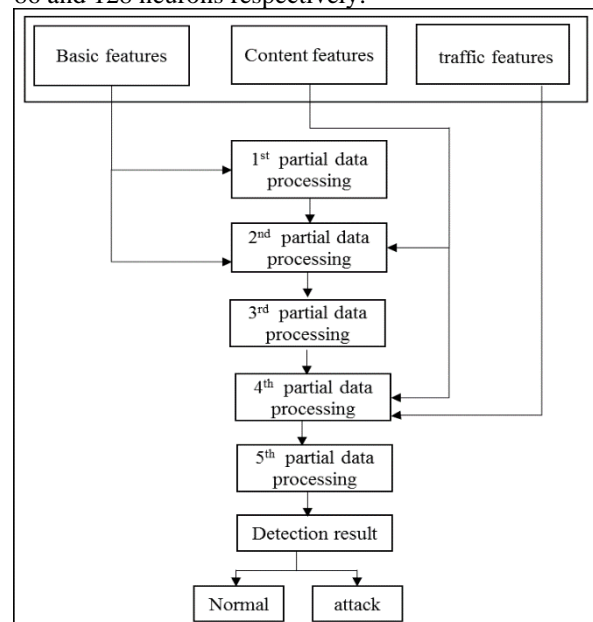 and 128 neurons respectively.
Basic features
Content features
traffic features
1st partial data
processing
2nd partial data
processing
3rd partial data
processing
4th partial data
processing
5th partial data
processing
Detection result
Normal
attack